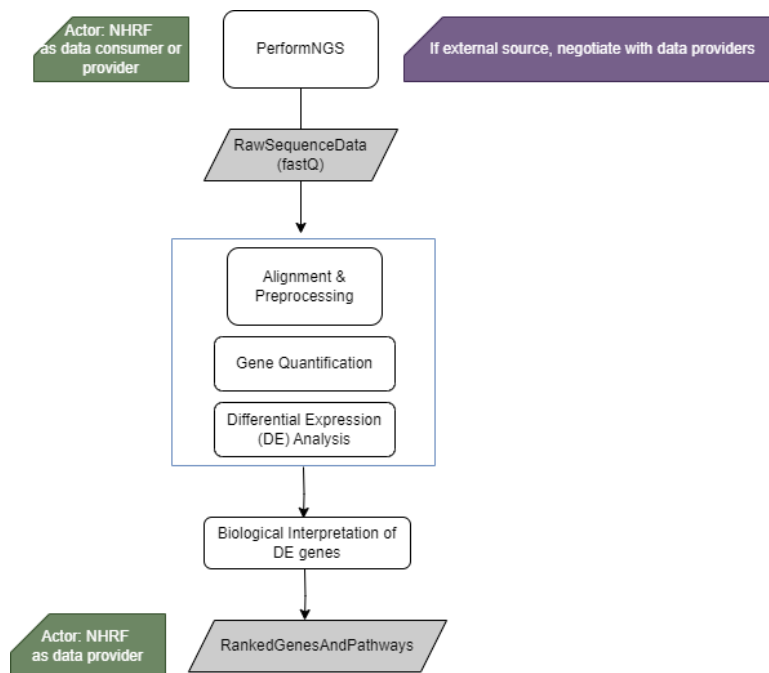 Actor: NHRF
as data consumer or
provider
PerformNGS
If external source, negotiate with data providers
RawSequenceData
(fastQ)
Alignment &
Preprocessing
Gene Quantification
Differential Expression
(DE) Analysis
Biological Interpretation of
DE genes
Actor: NHRF
as data provider
RankedGenesAndPathways